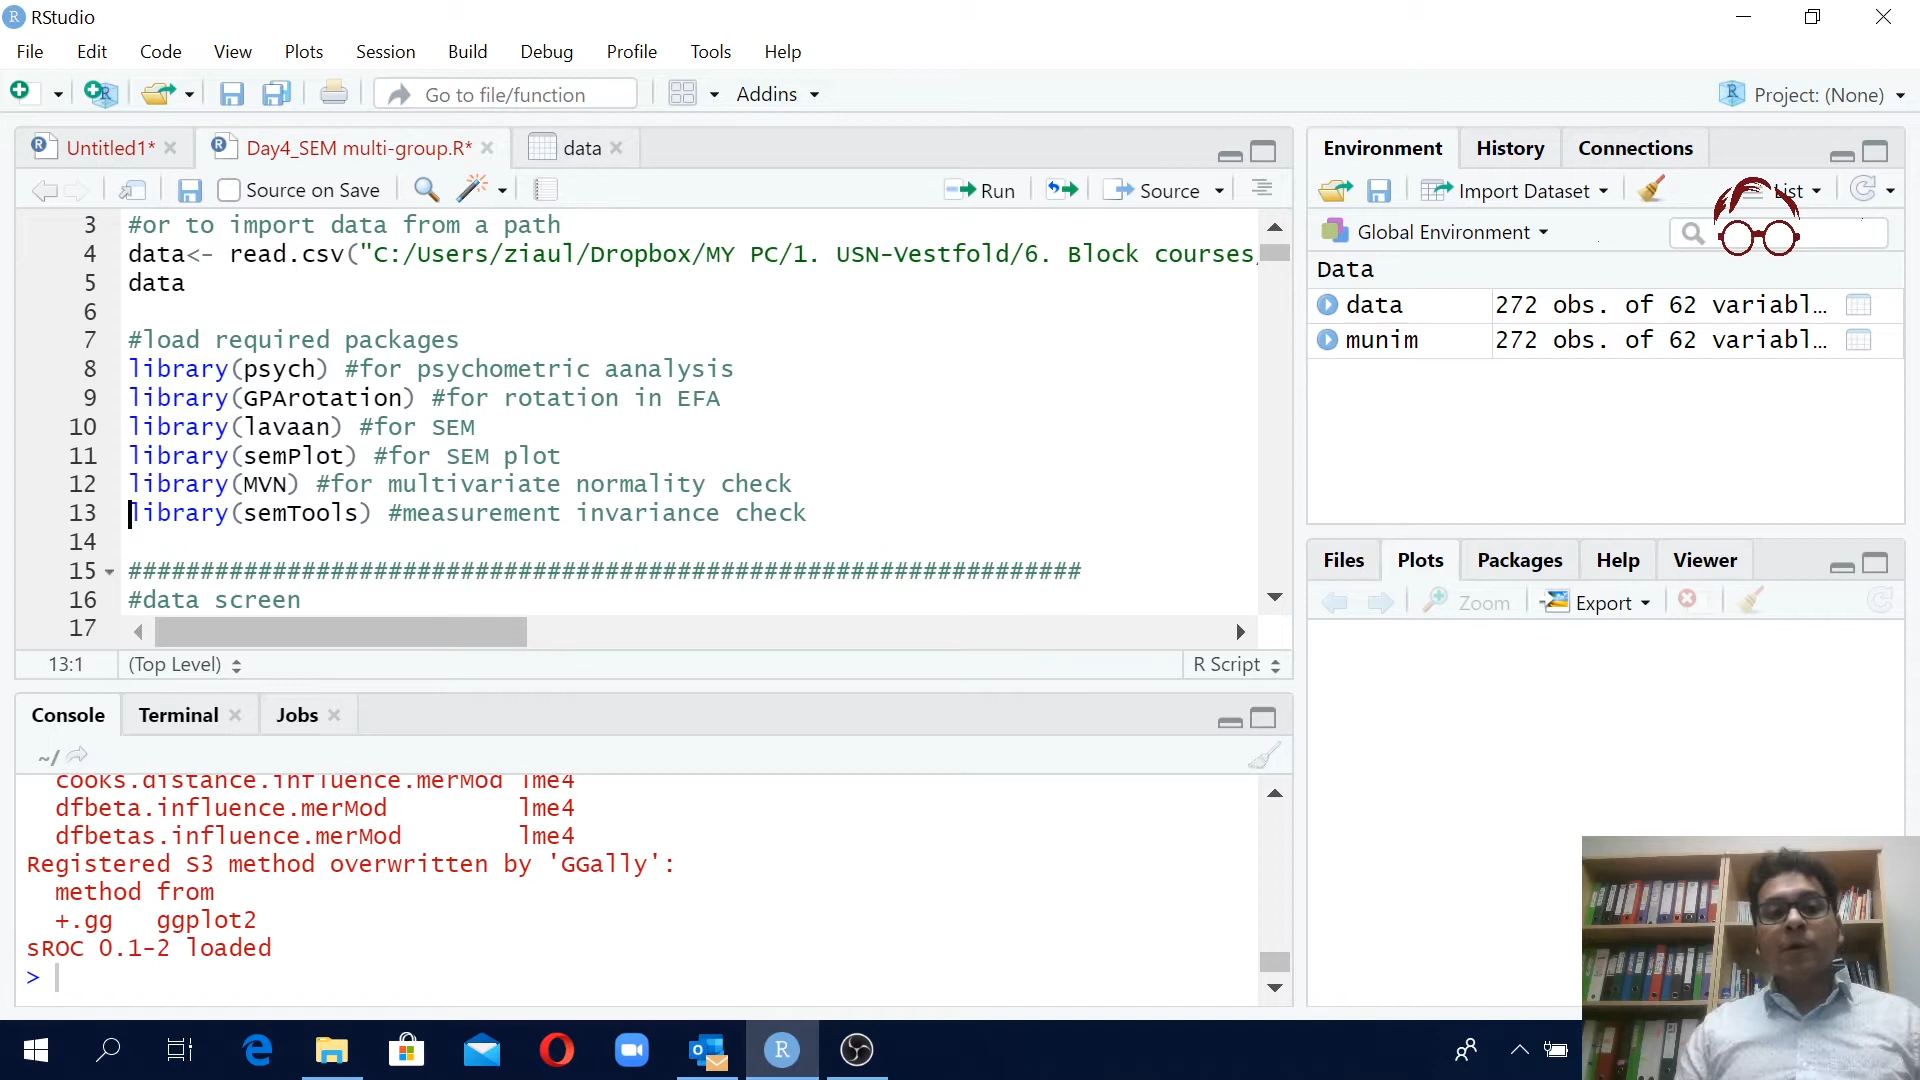 RStudio
File Edit Code View Plots Session Build Debug Profile Tools Help
Go to file/function Addins Project: (None)
Untitled1* Day4_SEM multi-group.R* data
Source on Save Run Source
3 #or to import data from a path
4 data<- read.csv("C:/Users/ziaul/Dropbox/MY PC/1. USN-Vestfold/6. Block courses/
5 data
6
7 #load required packages
8 library(psych) #for psychometric aanalysis
9 library(GPArotation) #for rotation in EFA
10 library(lavaan) #for SEM
11 library(semPlot) #for SEM plot
12 library(MVN) #for multivariate normality check
13 library(semTools) #measurement invariance check
14
15 ##################################################################
16 #data screen
17
13:1 (Top Level) R Script
Console Terminal Jobs
~/
cooks.distance.influence.merMod lme4
dfbeta.influence.merMod lme4
dfbetas.influence.merMod lme4
Registered S3 method overwritten by 'GGally':
method from
+.gg ggplot2
sROC 0.1-2 loaded
>
Environment History Connections
Import Dataset List
Global Environment
Data
data 272 obs. of 62 variabl…
munim 272 obs. of 62 variabl…
Files Plots Packages Help Viewer
Zoom Export